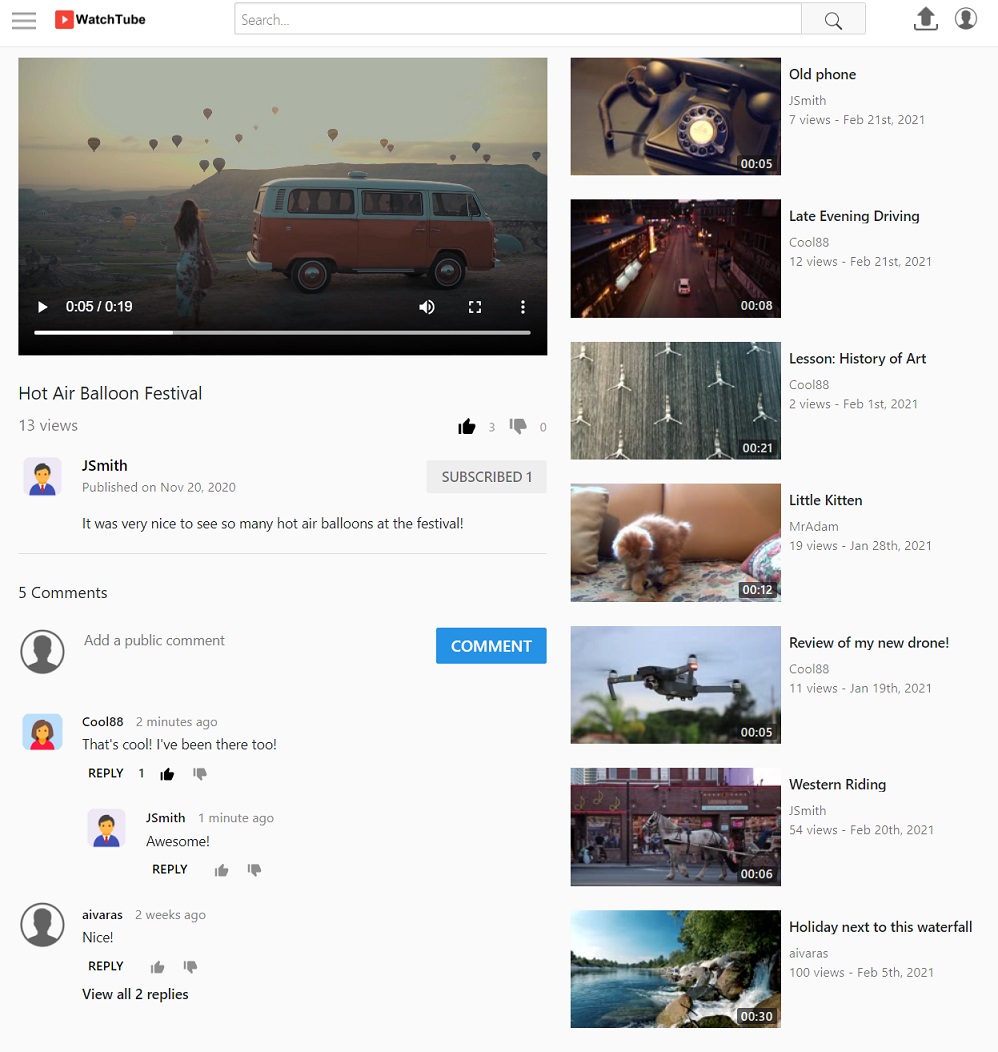 WatchTube
Search...
0:05 / 0:19
Hot Air Balloon Festival
13 views
3
0
JSmith
Published on Nov 20, 2020
SUBSCRIBED 1
It was very nice to see so many hot air balloons at the festival!
5 Comments
Add a public comment
COMMENT
Cool88 2 minutes ago
That's cool! I've been there too!
REPLY 1
JSmith 1 minute ago
Awesome!
REPLY
aivaras 2 weeks ago
Nice!
REPLY
View all 2 replies
00:05
Old phone
JSmith
7 views - Feb 21st, 2021
00:08
Late Evening Driving
Cool88
12 views - Feb 21st, 2021
00:21
Lesson: History of Art
Cool88
2 views - Feb 1st, 2021
00:12
Little Kitten
MrAdam
19 views - Jan 28th, 2021
00:05
Review of my new drone!
Cool88
11 views - Jan 19th, 2021
00:06
Western Riding
JSmith
54 views - Feb 20th, 2021
00:30
Holiday next to this waterfall
aivaras
100 views - Feb 5th, 2021